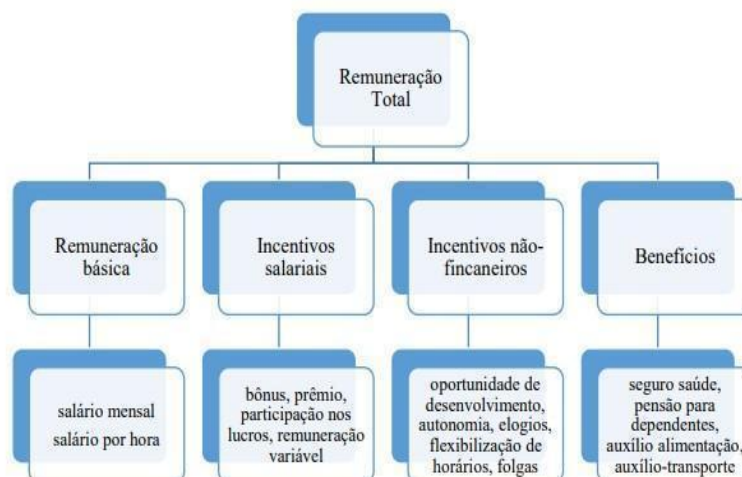 Remuneração
Total
Remuneração
básica
Incentivos
salariais
Incentivos não-
fincaneiros
Benefícios
salário mensal
salário por hora
bônus, prêmio,
participação nos
lucros, remuneração
variável
oportunidade de
desenvolvimento,
autonomia, elogios,
flexibilização de
horários, folgas
seguro saúde,
pensão para
dependentes,
auxílio alimentação,
auxílio-transporte